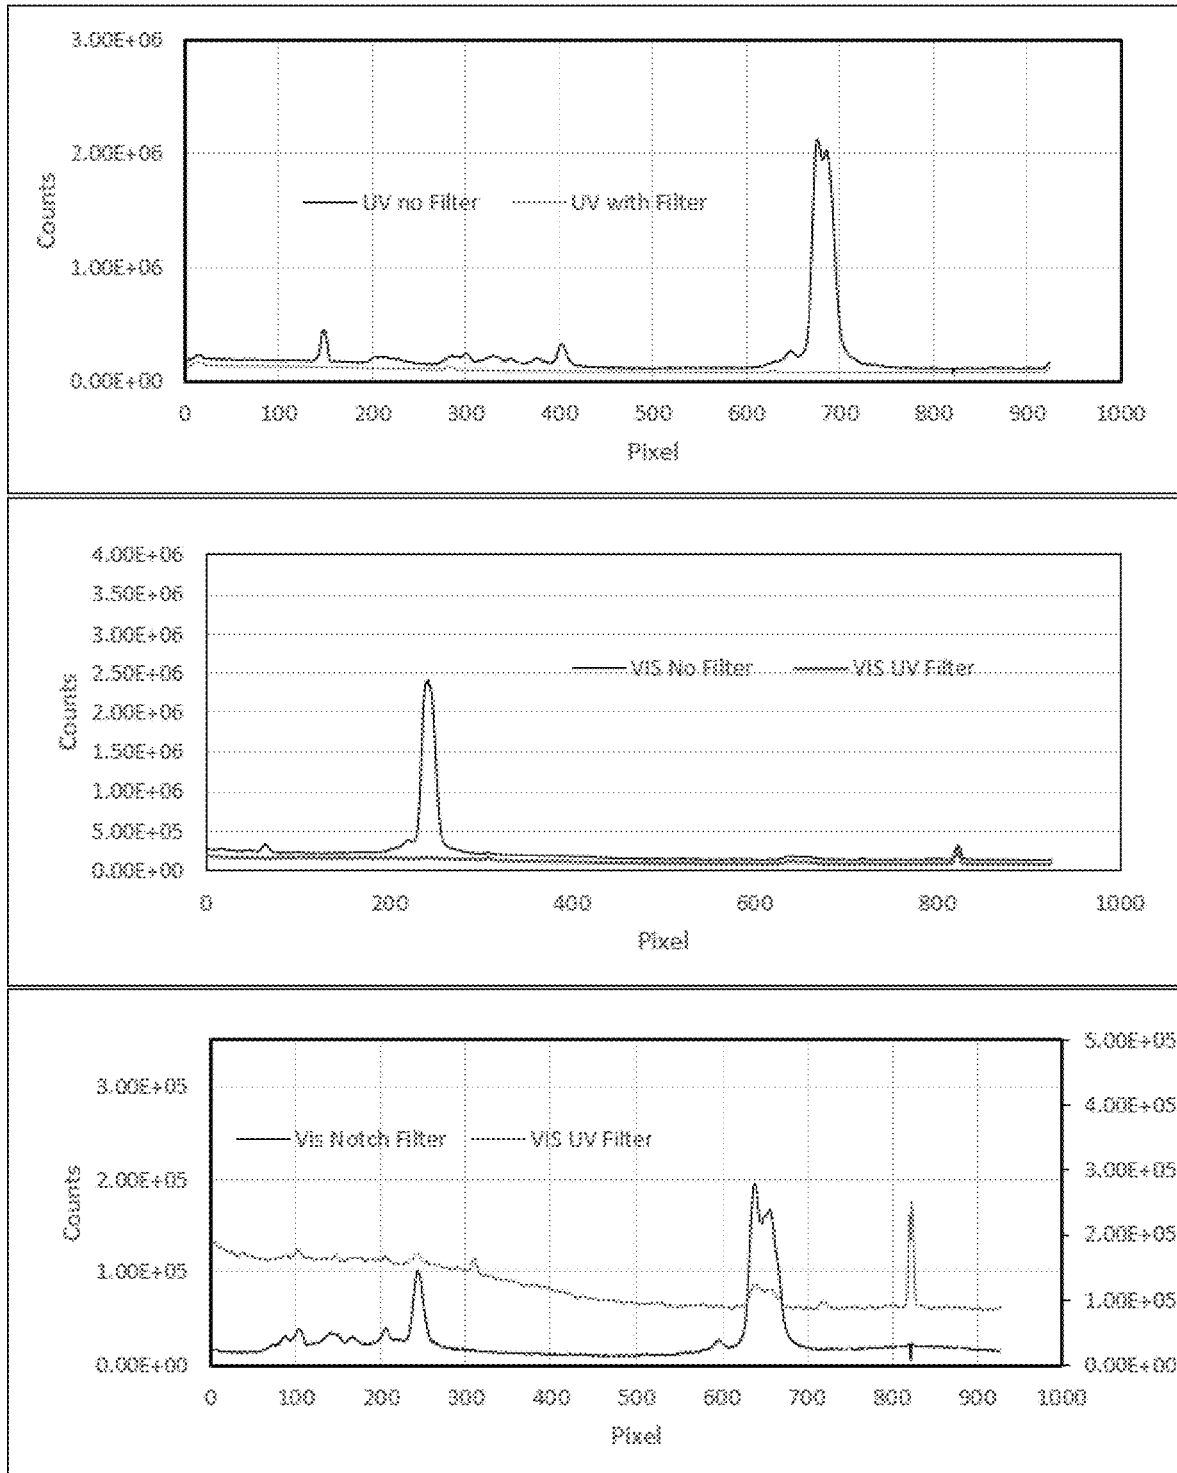 3.00E+06
2.00E+06
1.00E+06
0.00E+00
Counts
UV no Filter UV with Filter
0 100 200 300 400 500 600 700 800 900 1000
Pixel
4.00E+06
3.50E+06
3.00E+06
2.50E+06
2.00E+06
1.50E+06
1.00E+06
5.00E+05
0.00E+00
Counts
VIS No Filter VIS UV Filter
0 200 400 600 800 1000
Pixel
3.00E+05
2.00E+05
1.00E+05
0.00E+00
Counts
Vis Notch Filter VIS UV Filter
5.00E+05
4.00E+05
3.00E+05
2.00E+05
1.00E+05
0.00E+00
0 100 200 300 400 500 600 700 800 900 1000
Pixel